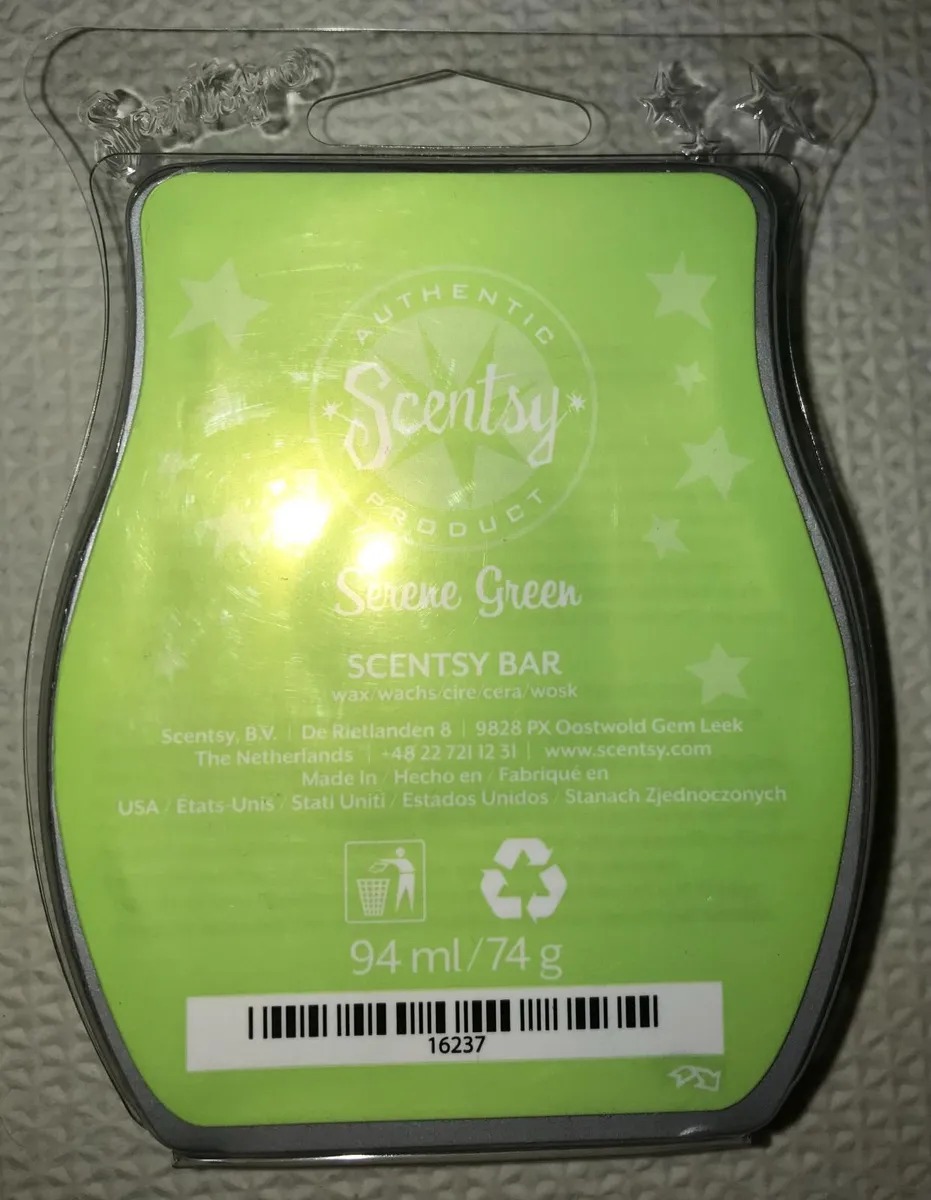 AUTHENTIC
Scentsy
PRODUCT
Serene Green
SCENTSY BAR
wax/wachs/cire/cera/wosk
Scentsy, B.V. | De Rietlanden 8 | 9828 PX Oostwold Gem Leek
The Netherlands | +48 22 721 12 31 | www.scentsy.com
Made In / Hecho en / Fabriqué en
USA / États-Unis / Stati Uniti / Estados Unidos / Stanach Zjednoczonych
94 ml/74 g
16237